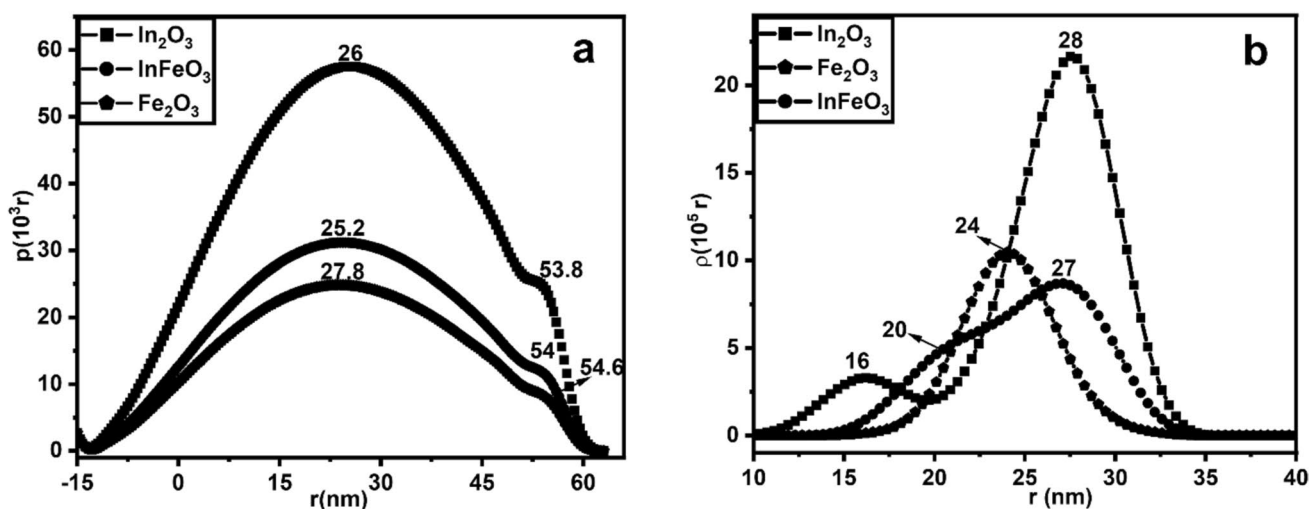 In₂O₃
InFeO₃
Fe₂O₃
a
p(10³r)
60
50
40
30
20
10
0
26
25.2
27.8
53.8
54
54.6
-15 0 15 30 45 60
r(nm)
In₂O₃
Fe₂O₃
InFeO₃
b
ρ(10⁵ r)
20
15
10
5
0
28
24
27
20
16
10 15 20 25 30 35 40
r (nm)